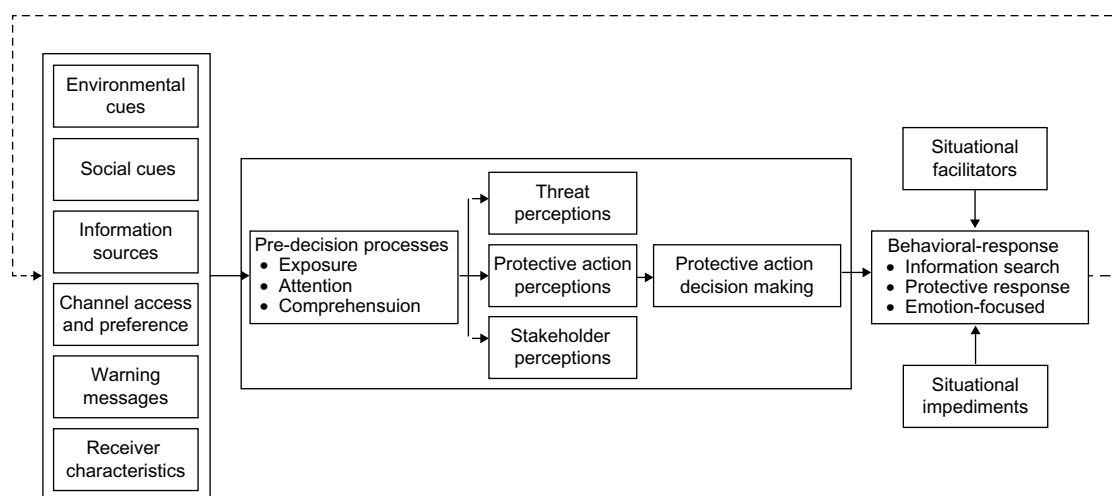 Environmental
cues
Social cues
Information
sources
Channel access
and preference
Warning
messages
Receiver
characteristics
Pre-decision processes
• Exposure
• Attention
• Comprehensuion
Threat
perceptions
Protective action
perceptions
Stakeholder
perceptions
Protective action
decision making
Situational
facilitators
Behavioral-response
• Information search
• Protective response
• Emotion-focused
Situational
impediments